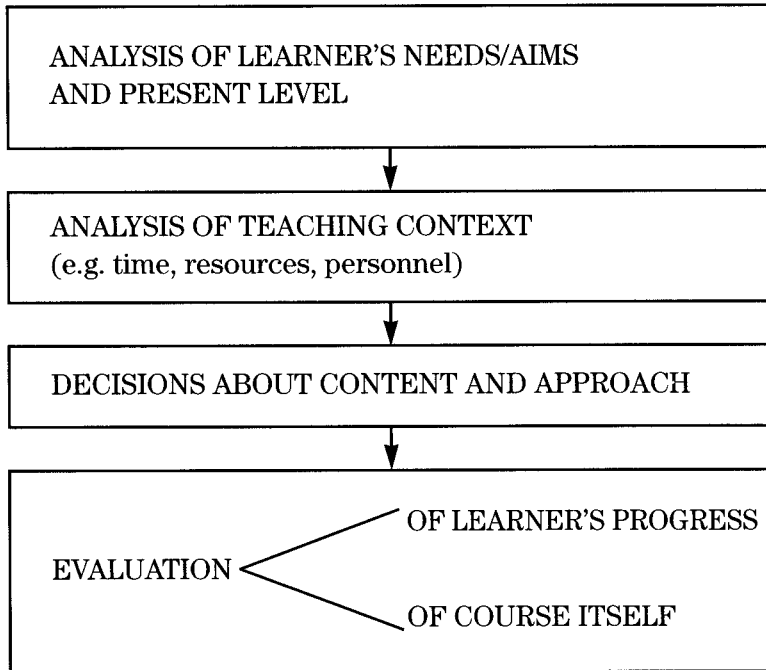 ANALYSIS OF LEARNER'S NEEDS/AIMS
AND PRESENT LEVEL
ANALYSIS OF TEACHING CONTEXT
(e.g. time, resources, personnel)
DECISIONS ABOUT CONTENT AND APPROACH
EVALUATION
OF LEARNER'S PROGRESS
OF COURSE ITSELF